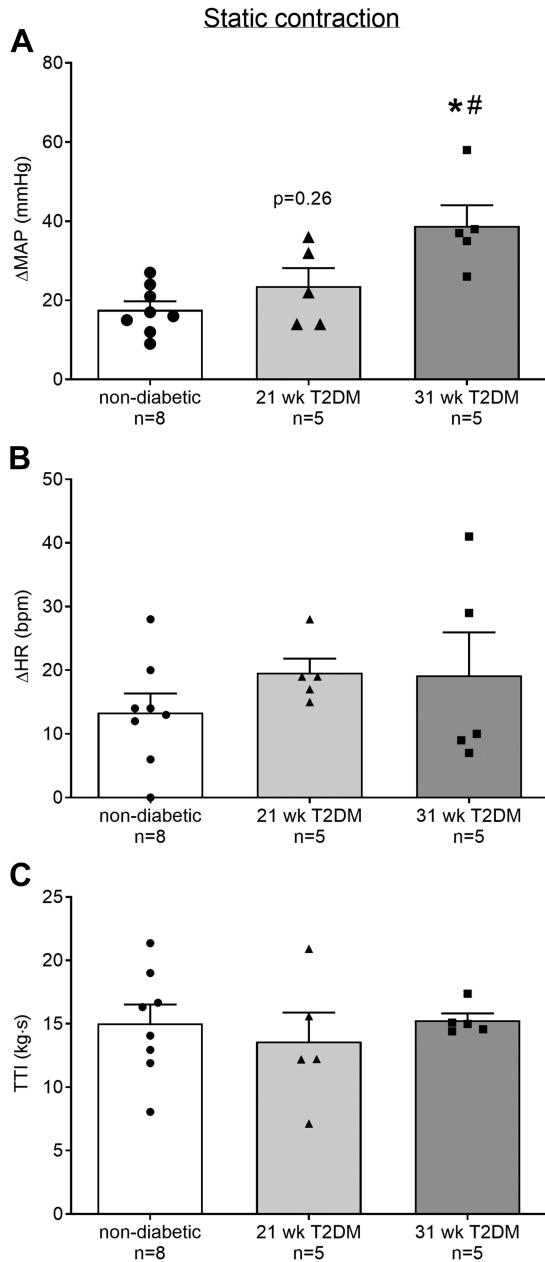 Static contraction
A
ΔMAP (mmHg)
80
60
40
20
0
*#
p=0.26
non-diabetic
n=8
21 wk T2DM
n=5
31 wk T2DM
n=5
B
ΔHR (bpm)
50
40
30
20
10
0
non-diabetic
n=8
21 wk T2DM
n=5
31 wk T2DM
n=5
C
TTI (kg·s)
25
20
15
10
5
0
non-diabetic
n=8
21 wk T2DM
n=5
31 wk T2DM
n=5